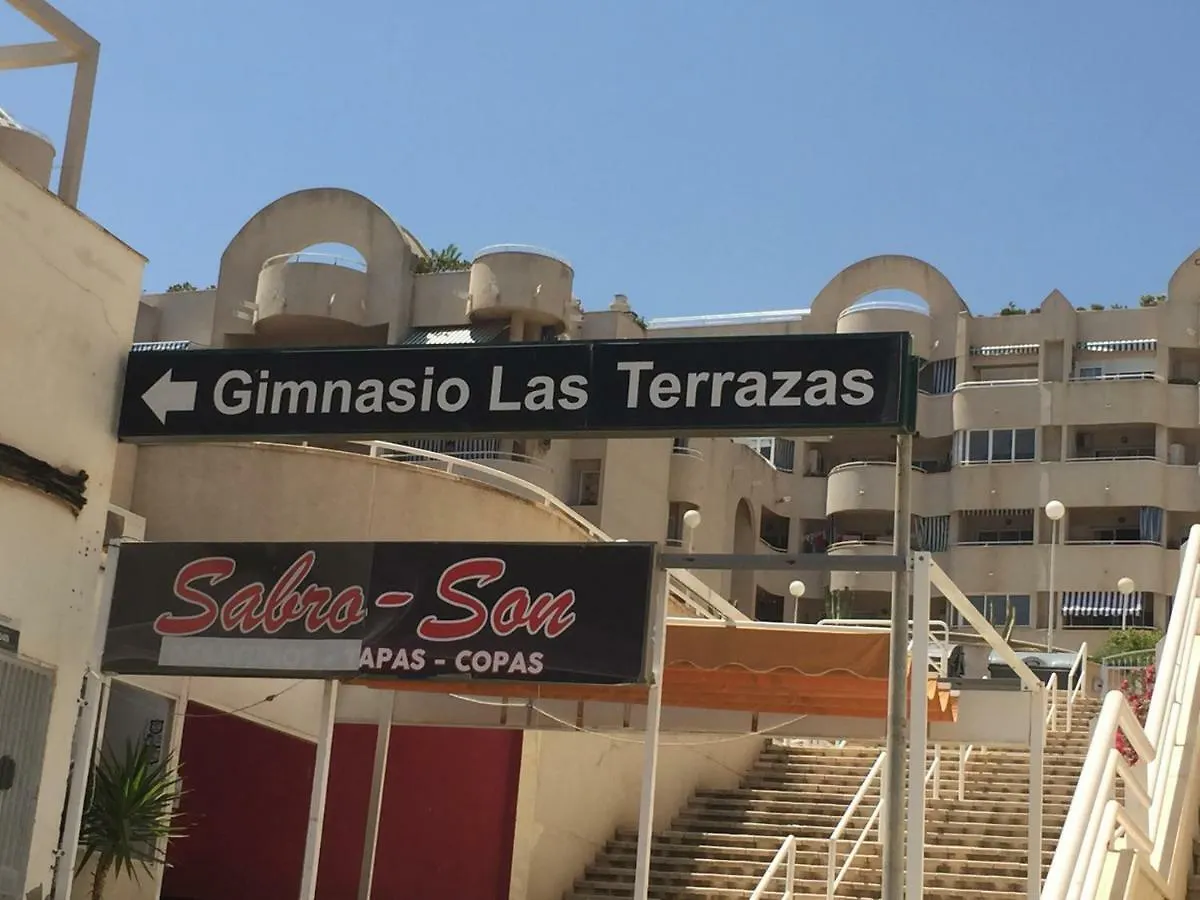 Gimnasio Las Terrazas
Sabro-Son
APAS - COPAS